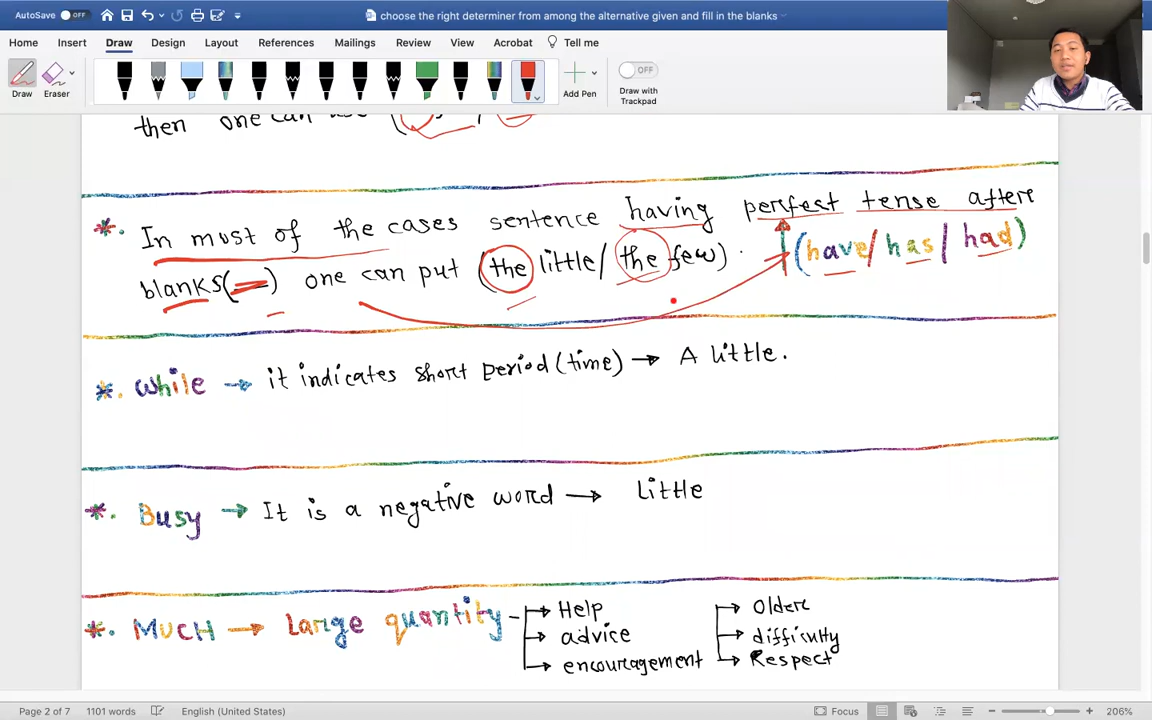 AutoSave OFF
choose the right determiner from among the alternative given and fill in the blanks
Home Insert Draw Design Layout References Mailings Review View Acrobat Tell me
Draw Eraser Add Pen OFF Draw with Trackpad
then one can
*. In most of the cases sentence having perfect tense afterc
blanks( ) one can put (the little/ the few). (have/has/had)
*. While → it indicates short period (time) → A little.
*. Busy → It is a negative word → Little
*. MUCH → Large quantity → Help → Olderc
→ advice → difficulty
→ encouragement → Respect
Page 2 of 7 1101 words English (United States) Focus 206%